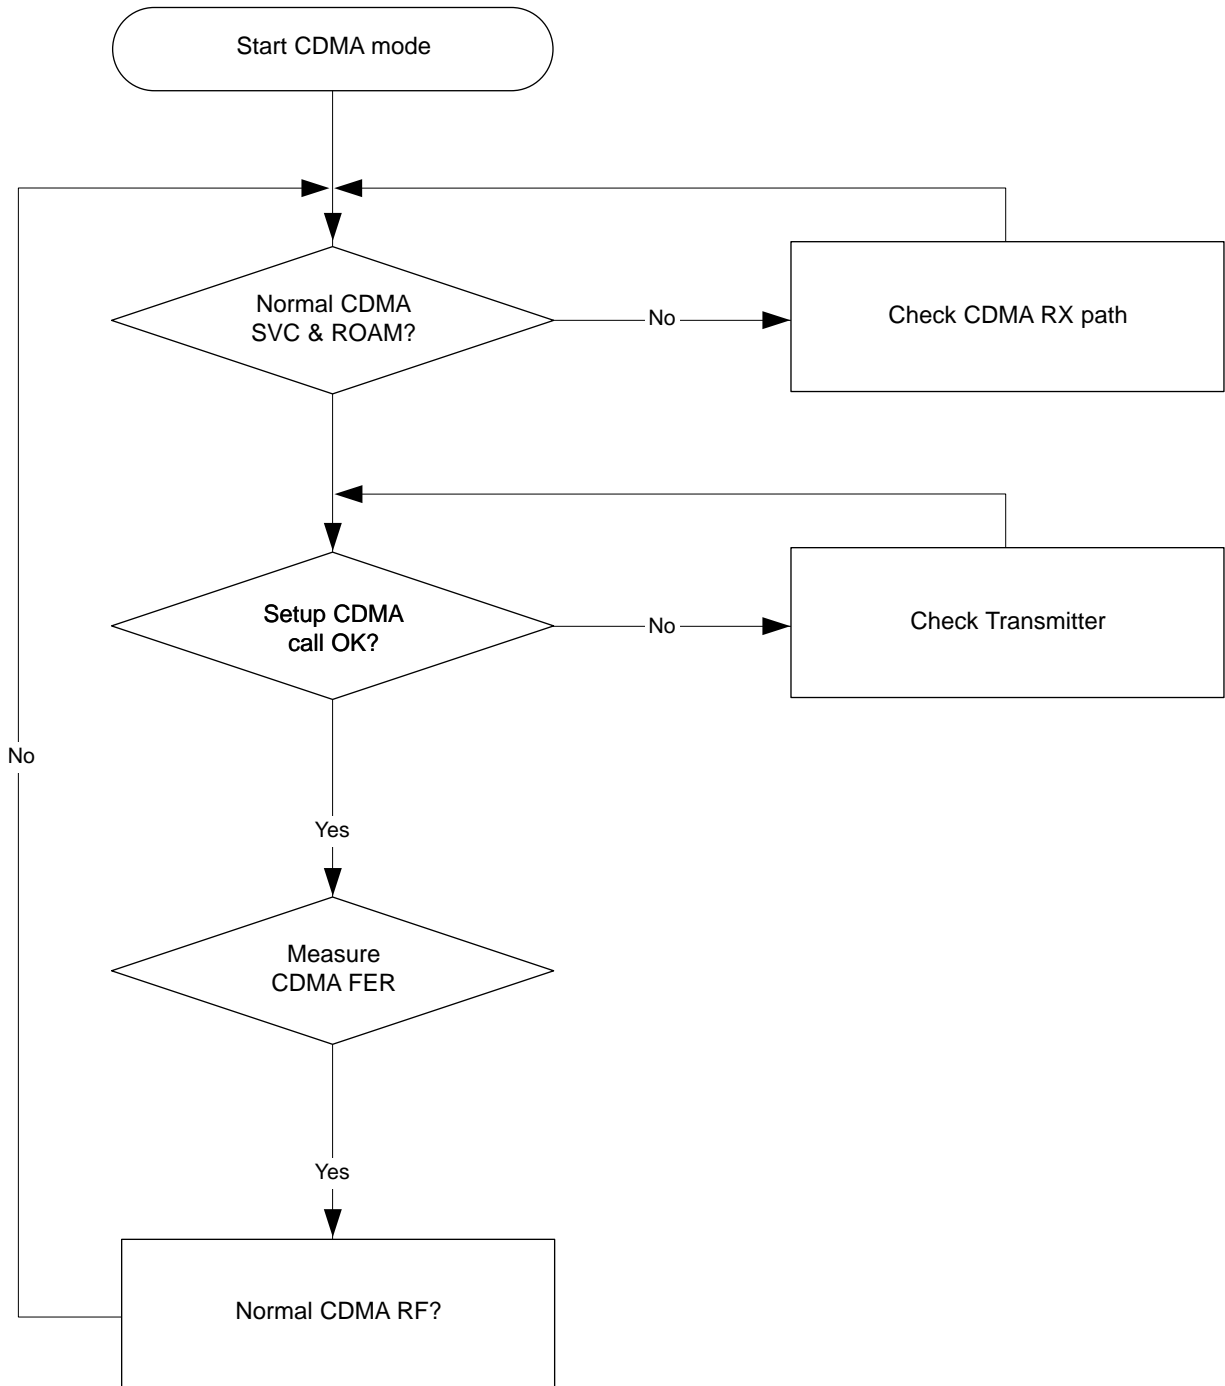 Start CDMA mode
Normal CDMA
SVC & ROAM?
No
Check CDMA RX path
Setup CDMA
call OK?
No
Check Transmitter
No
Yes
Measure
CDMA FER
Yes
Normal CDMA RF?